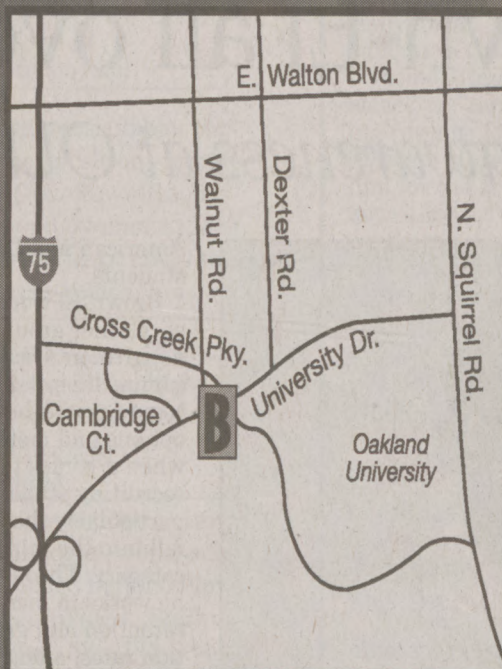 E. Walton Blvd.
Walnut Rd.
Dexter Rd.
N. Squirrel Rd.
75
Cross Creek Pky.
University Dr.
Cambridge
Ct.
B
Oakland
University